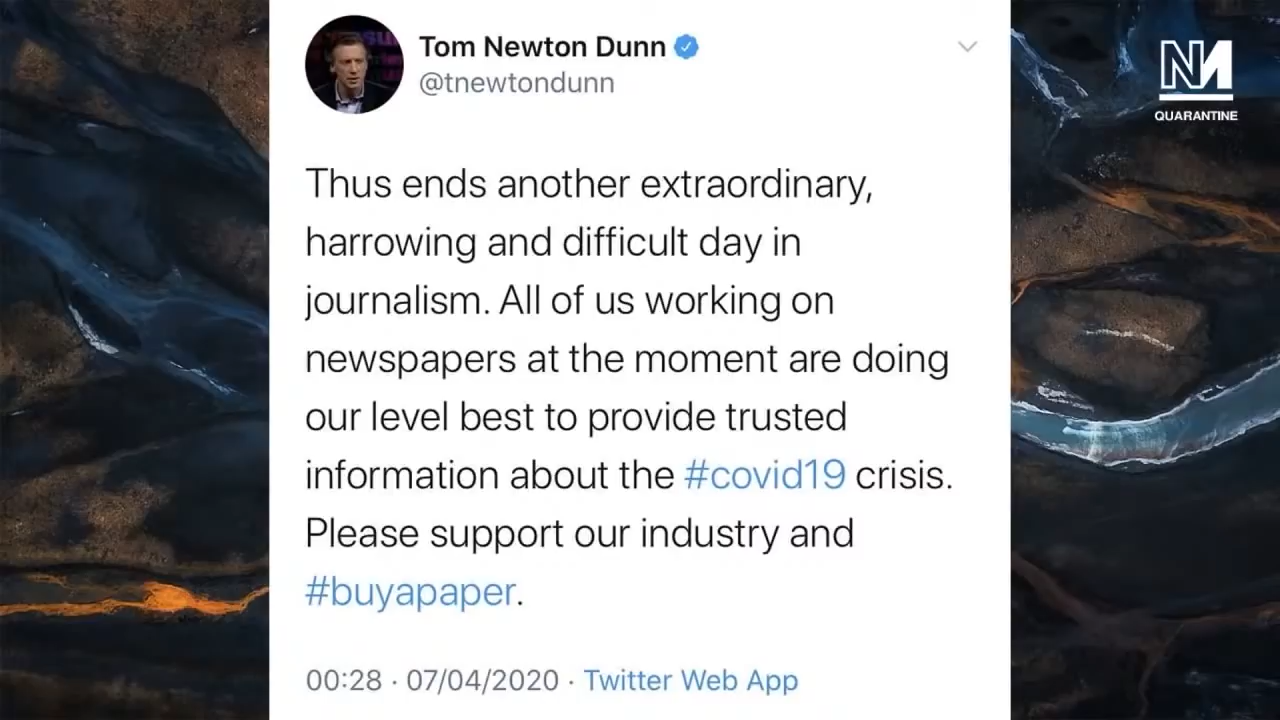 Tom Newton Dunn
@tnewtondunn
NM
QUARANTINE
Thus ends another extraordinary,
harrowing and difficult day in
journalism. All of us working on
newspapers at the moment are doing
our level best to provide trusted
information about the #covid19 crisis.
Please support our industry and
#buyapaper.
00:28 · 07/04/2020 · Twitter Web App